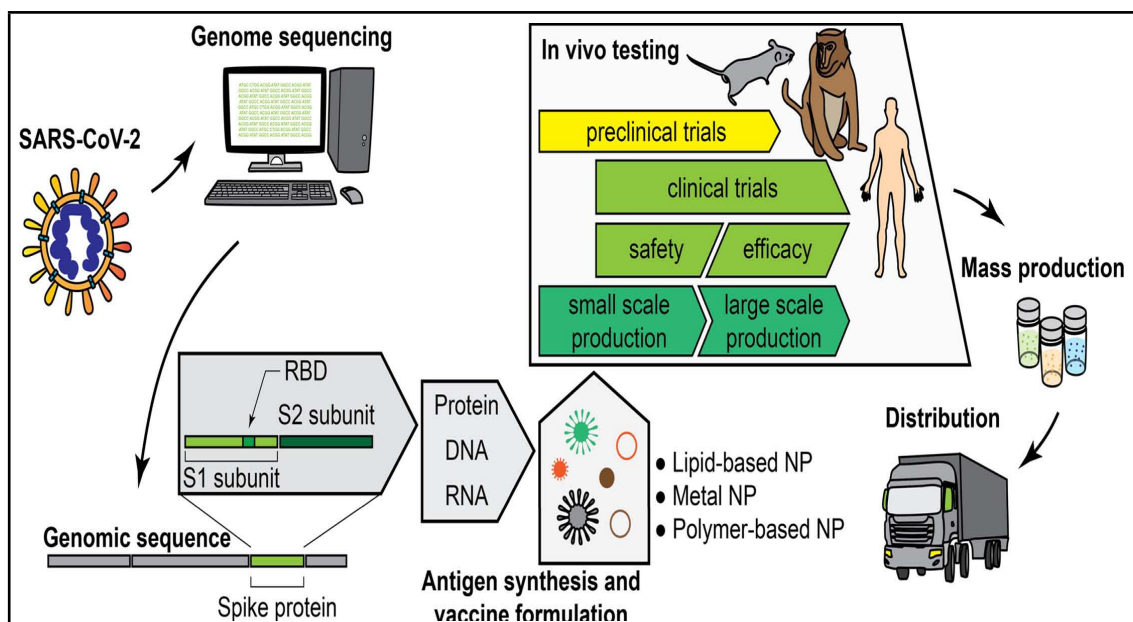 Genome sequencing
SARS-CoV-2
In vivo testing
preclinical trials
clinical trials
safety
efficacy
small scale
production
large scale
production
Mass production
Distribution
RBD
S2 subunit
S1 subunit
Genomic sequence
Spike protein
Protein
DNA
RNA
Antigen synthesis and
vaccine formulation
• Lipid-based NP
• Metal NP
• Polymer-based NP